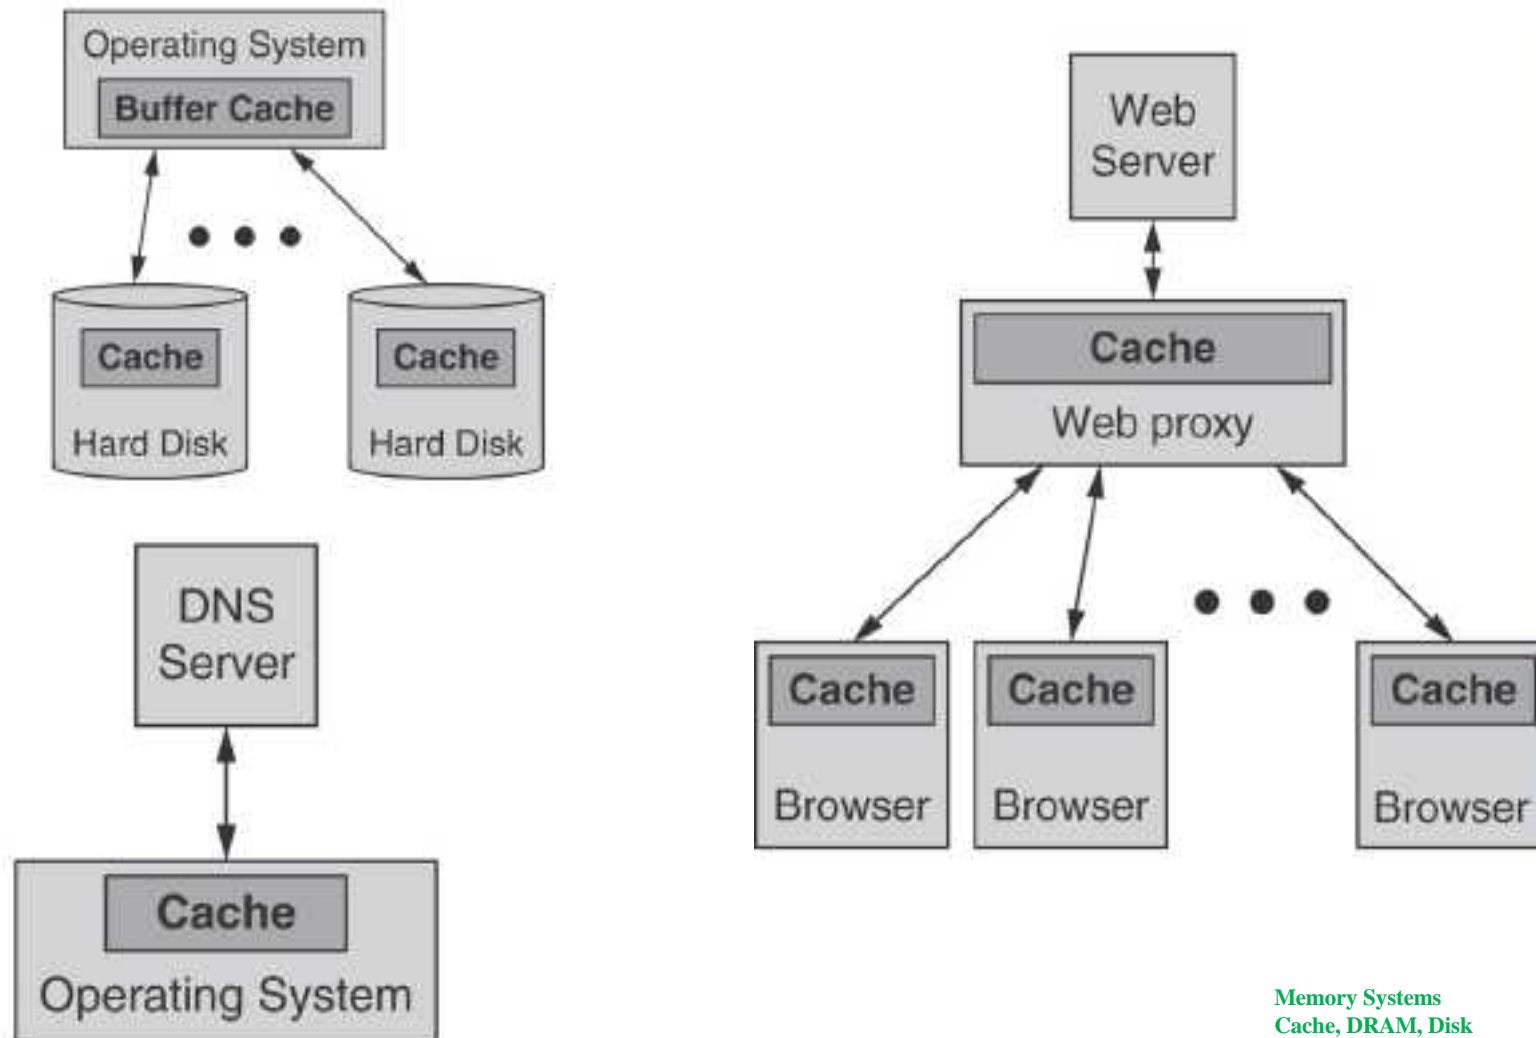 Operating System
Buffer Cache
Cache
Hard Disk
Cache
Hard Disk
DNS
Server
Cache
Operating System
Web
Server
Cache
Web proxy
Cache
Browser
Cache
Browser
Cache
Browser
Memory Systems
Cache, DRAM, Disk